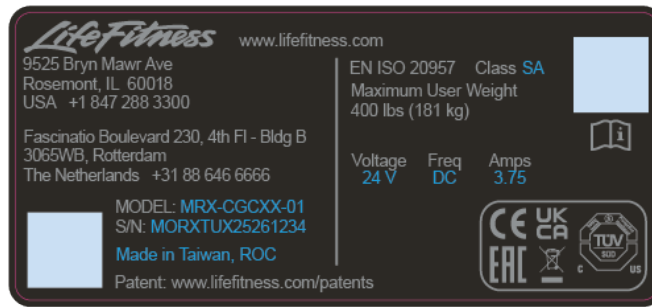 LifeFitness www.lifefitness.com
9525 Bryn Mawr Ave
Rosemont, IL 60018
USA +1 847 288 3300
Fascinatio Boulevard 230, 4th Fl - Bldg B
3065WB, Rotterdam
The Netherlands +31 88 646 6666
MODEL: MRX-CGCXX-01
S/N: MORXTUX25261234
Made in Taiwan, ROC
Patent: www.lifefitness.com/patents
EN ISO 20957 Class SA
Maximum User Weight
400 lbs (181 kg)
Voltage Freq Amps
24 V DC 3.75
CE UK CA
EAC
TÜV
SÜD
C US